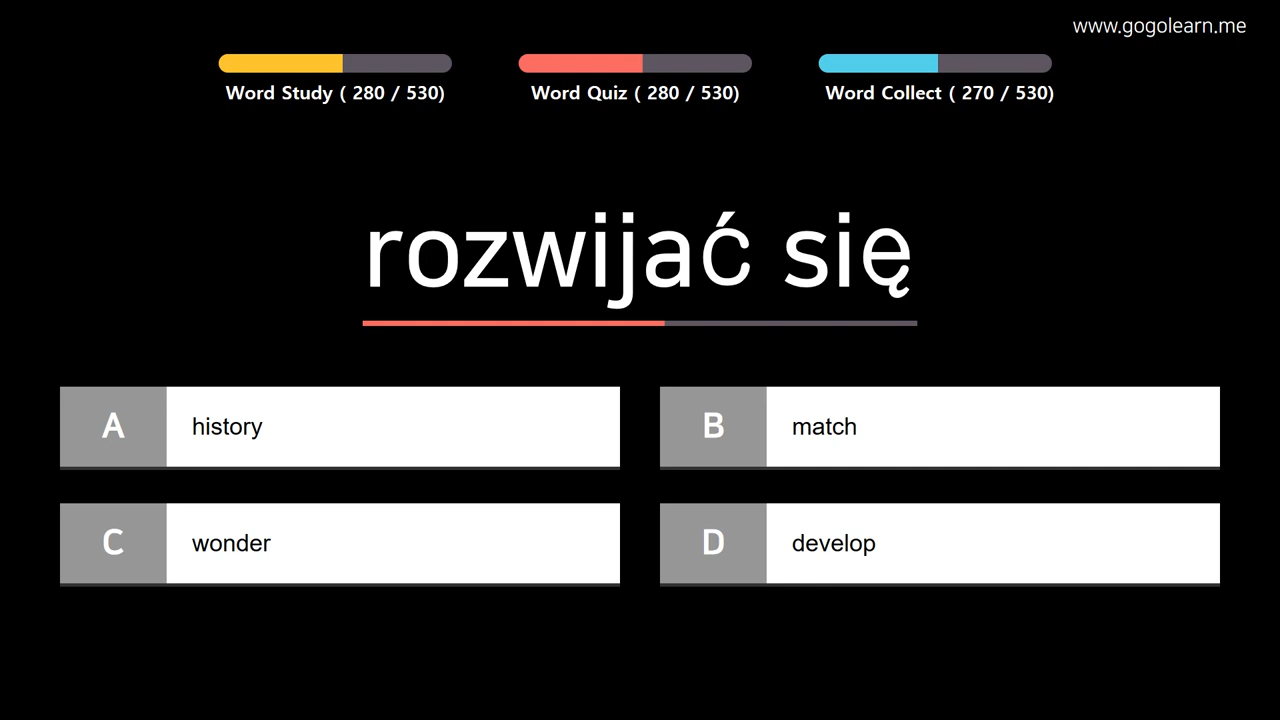 www.gogolearn.me
Word Study ( 280 / 530)
Word Quiz ( 280 / 530)
Word Collect ( 270 / 530)
rozwijać się
A
history
B
match
C
wonder
D
develop